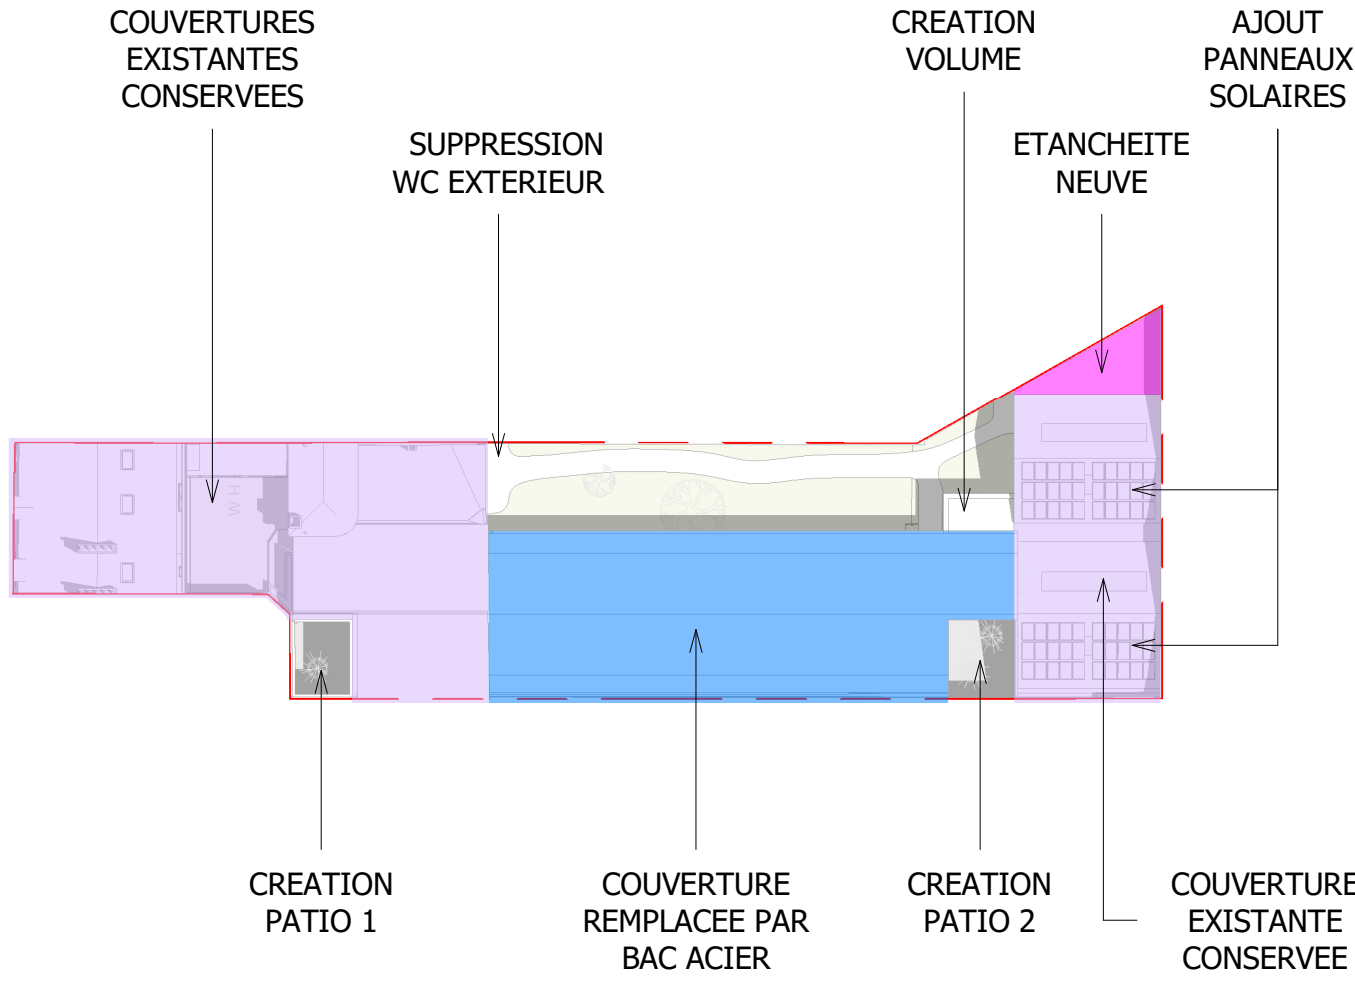 COUVERTURES
EXISTANTES
CONSERVEES
CREATION
VOLUME
AJOUT
PANNEAUX
SOLAIRES
SUPPRESSION
WC EXTERIEUR
ETANCHEITE
NEUVE
CREATION
PATIO 1
COUVERTURE
REMPLACEE PAR
BAC ACIER
CREATION
PATIO 2
COUVERTURE
EXISTANTE
CONSERVEE